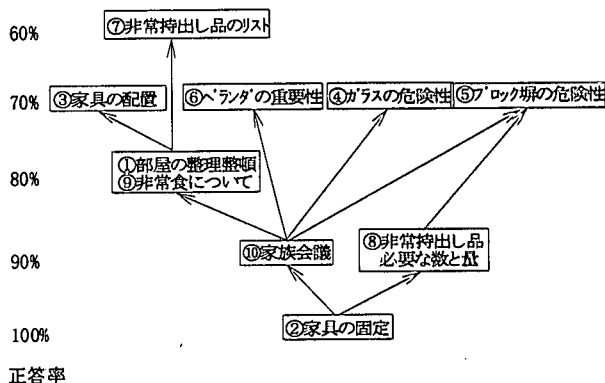 60%
⑦非常持出し品のリスト
70%
③家具の配置
⑥ベランダの重要性
④ガラスの危険性
⑤ブロック塀の危険性
80%
①部屋の整理整頓
⑨非常食について
90%
⑩家族会議
⑧非常持出し品
必要な数と量
100%
②家具の固定
正答率